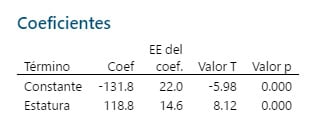 Coeficientes
EE del
Término Coef coef. Valor T Valor p
Constante -131.8 22.0 -5.98 0.000
Estatura 118.8 14.6 8.12 0.000